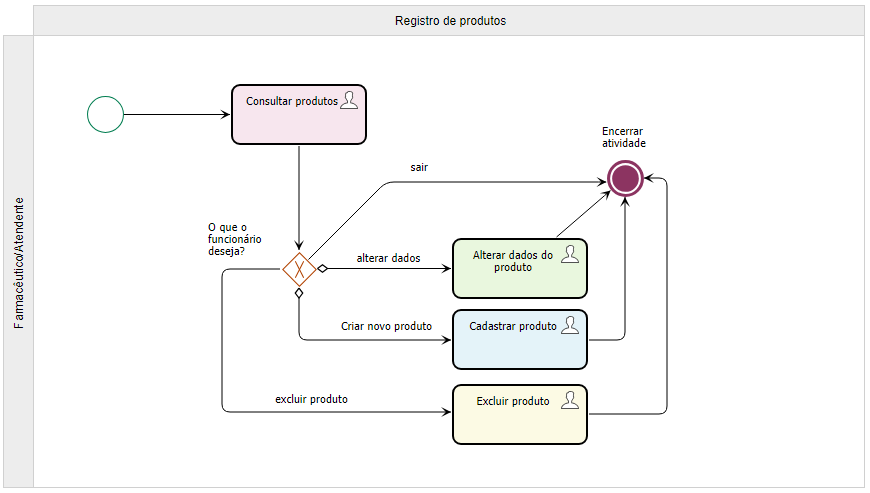 Registro de produtos
Farmacêutico/Atendente
Consultar produtos
Encerrar
atividade
sair
O que o
funcionário
deseja?
alterar dados
Alterar dados do
produto
Criar novo produto
Cadastrar produto
excluir produto
Excluir produto